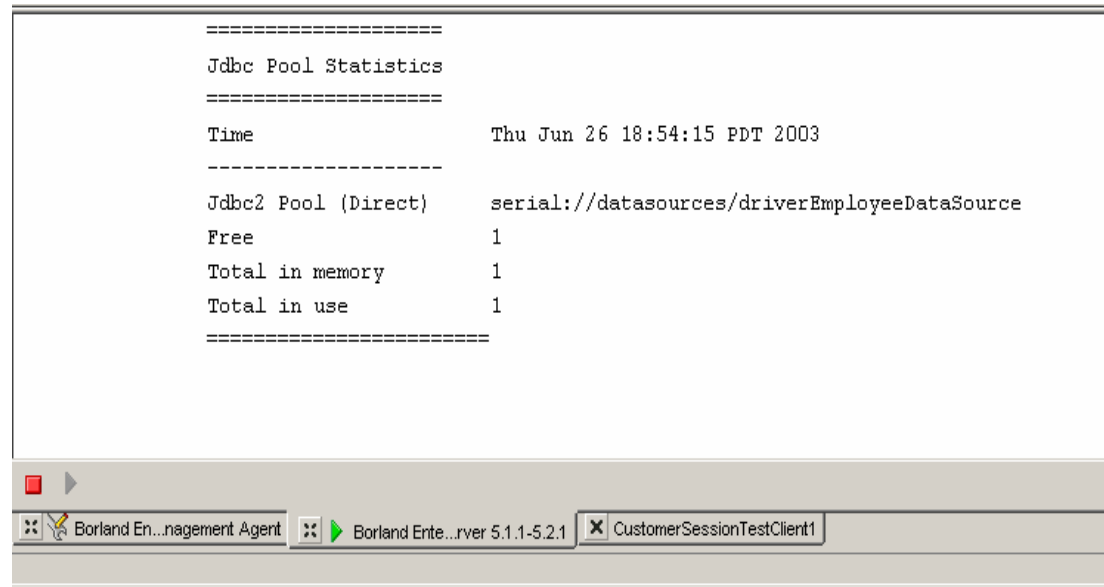 ====================
Jdbc Pool Statistics
====================
Time Thu Jun 26 18:54:15 PDT 2003
--------------------
Jdbc2 Pool (Direct) serial://datasources/driverEmployeeDataSource
Free 1
Total in memory 1
Total in use 1
========================
Borland En...nagement Agent Borland Ente...rver 5.1.1-5.2.1 CustomerSessionTestClient1